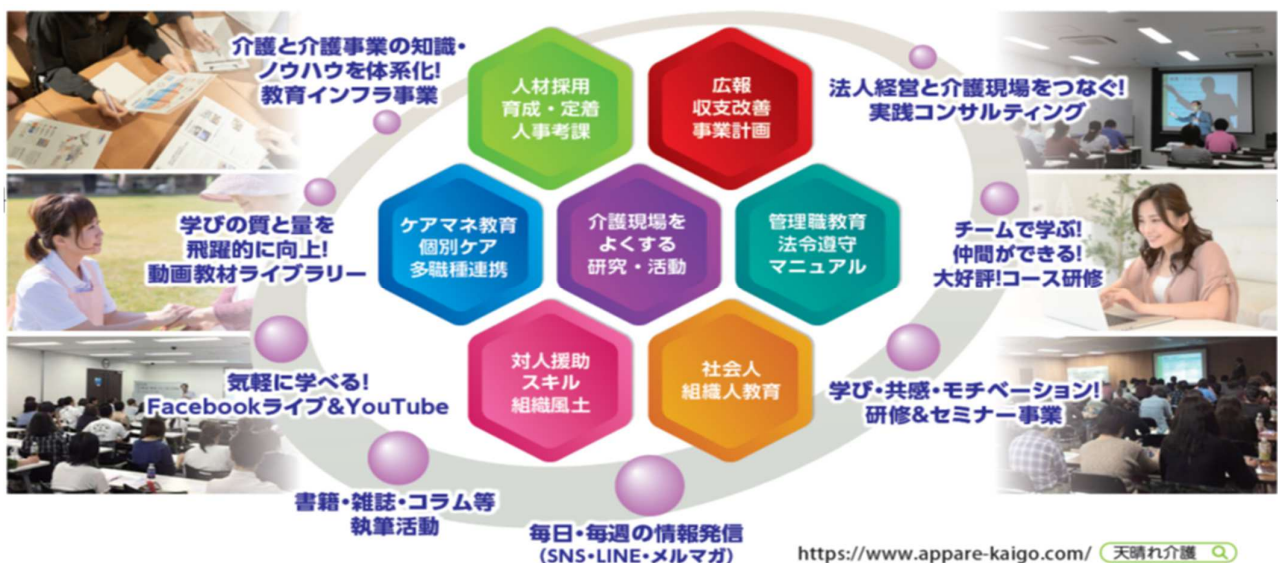 介護と介護事業の知識・
ノウハウを体系化!
教育インフラ事業
学びの質と量を
飛躍的に向上!
動画教材ライブラリー
気軽に学べる!
Facebookライブ&YouTube
書籍・雑誌・コラム等
執筆活動
毎日・毎週の情報発信
(SNS・LINE・メルマガ)
人材採用
育成・定着
人事考課
広報
収支改善
事業計画
ケアマネ教育
個別ケア
多職種連携
介護現場を
よくする
研究・活動
管理職教育
法令遵守
マニュアル
対人援助
スキル
組織風土
社会人
組織人教育
法人経営と介護現場をつなぐ!
実践コンサルティング
チームで学ぶ!
仲間ができる!
大好評!コース研修
学び・共感・モチベーション!
研修&セミナー事業
https://www.appare-kaigo.com/ 天晴れ介護